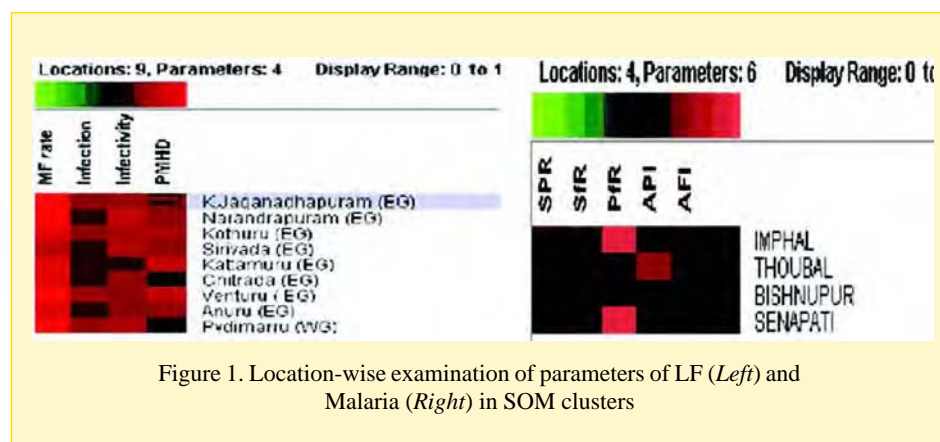 Locations: 9, Parameters: 4 Display Range: 0 to 1
MF rate
Infection
Infectivity
PMHD
K.Jaganadhapuram (EG)
Narandrapuram (EG)
Kothuru (EG)
Sirivada (EG)
Kattamuru (EG)
Chitrada (EG)
Venturu (EG)
Anuru (EG)
Pydimarru (WG)
Locations: 4, Parameters: 6 Display Range: 0 to
SPR
SfR
PfR
API
AFI
IMPHAL
THOUBAL
BISHNUPUR
SENAPATI
Figure 1. Location-wise examination of parameters of LF (Left) and
Malaria (Right) in SOM clusters